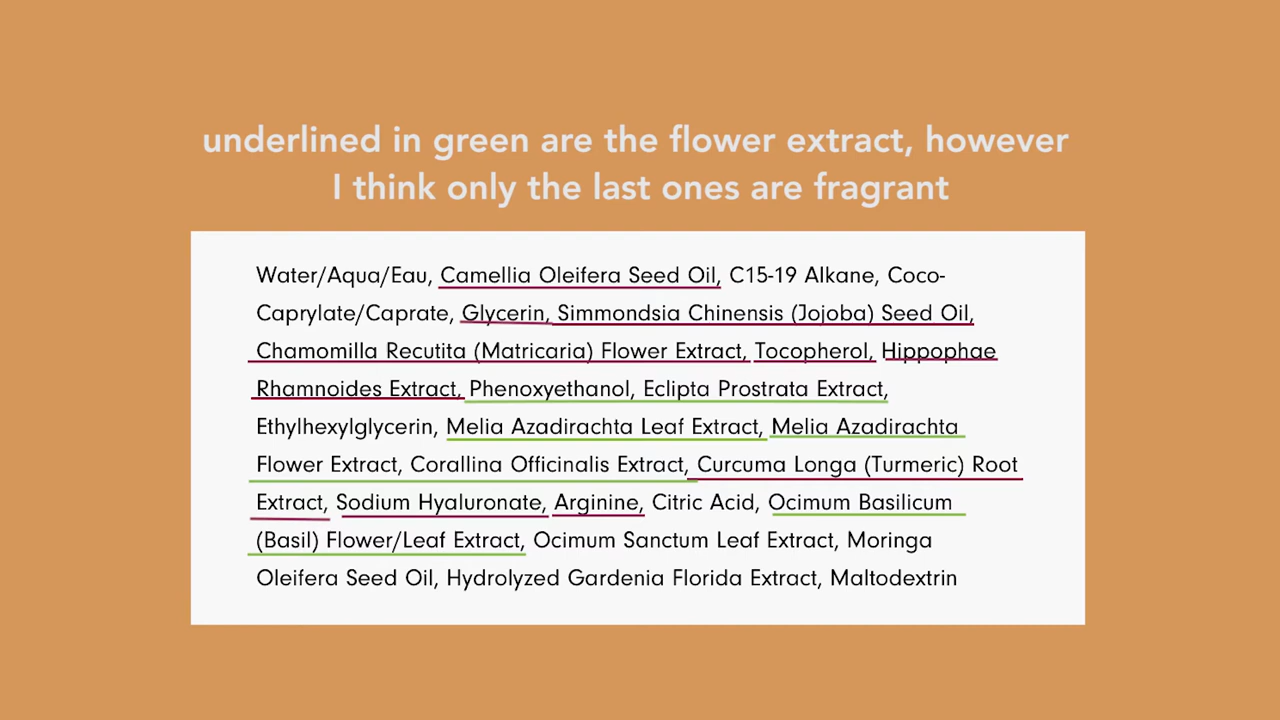 underlined in green are the flower extract, however
I think only the last ones are fragrant
Water/Aqua/Eau, Camellia Oleifera Seed Oil, C15-19 Alkane, Coco-
Caprylate/Caprate, Glycerin, Simmondsia Chinensis (Jojoba) Seed Oil,
Chamomilla Recutita (Matricaria) Flower Extract, Tocopherol, Hippophae
Rhamnoides Extract, Phenoxyethanol, Eclipta Prostrata Extract,
Ethylhexylglycerin, Melia Azadirachta Leaf Extract, Melia Azadirachta
Flower Extract, Corallina Officinalis Extract, Curcuma Longa (Turmeric) Root
Extract, Sodium Hyaluronate, Arginine, Citric Acid, Ocimum Basilicum
(Basil) Flower/Leaf Extract, Ocimum Sanctum Leaf Extract, Moringa
Oleifera Seed Oil, Hydrolyzed Gardenia Florida Extract, Maltodextrin